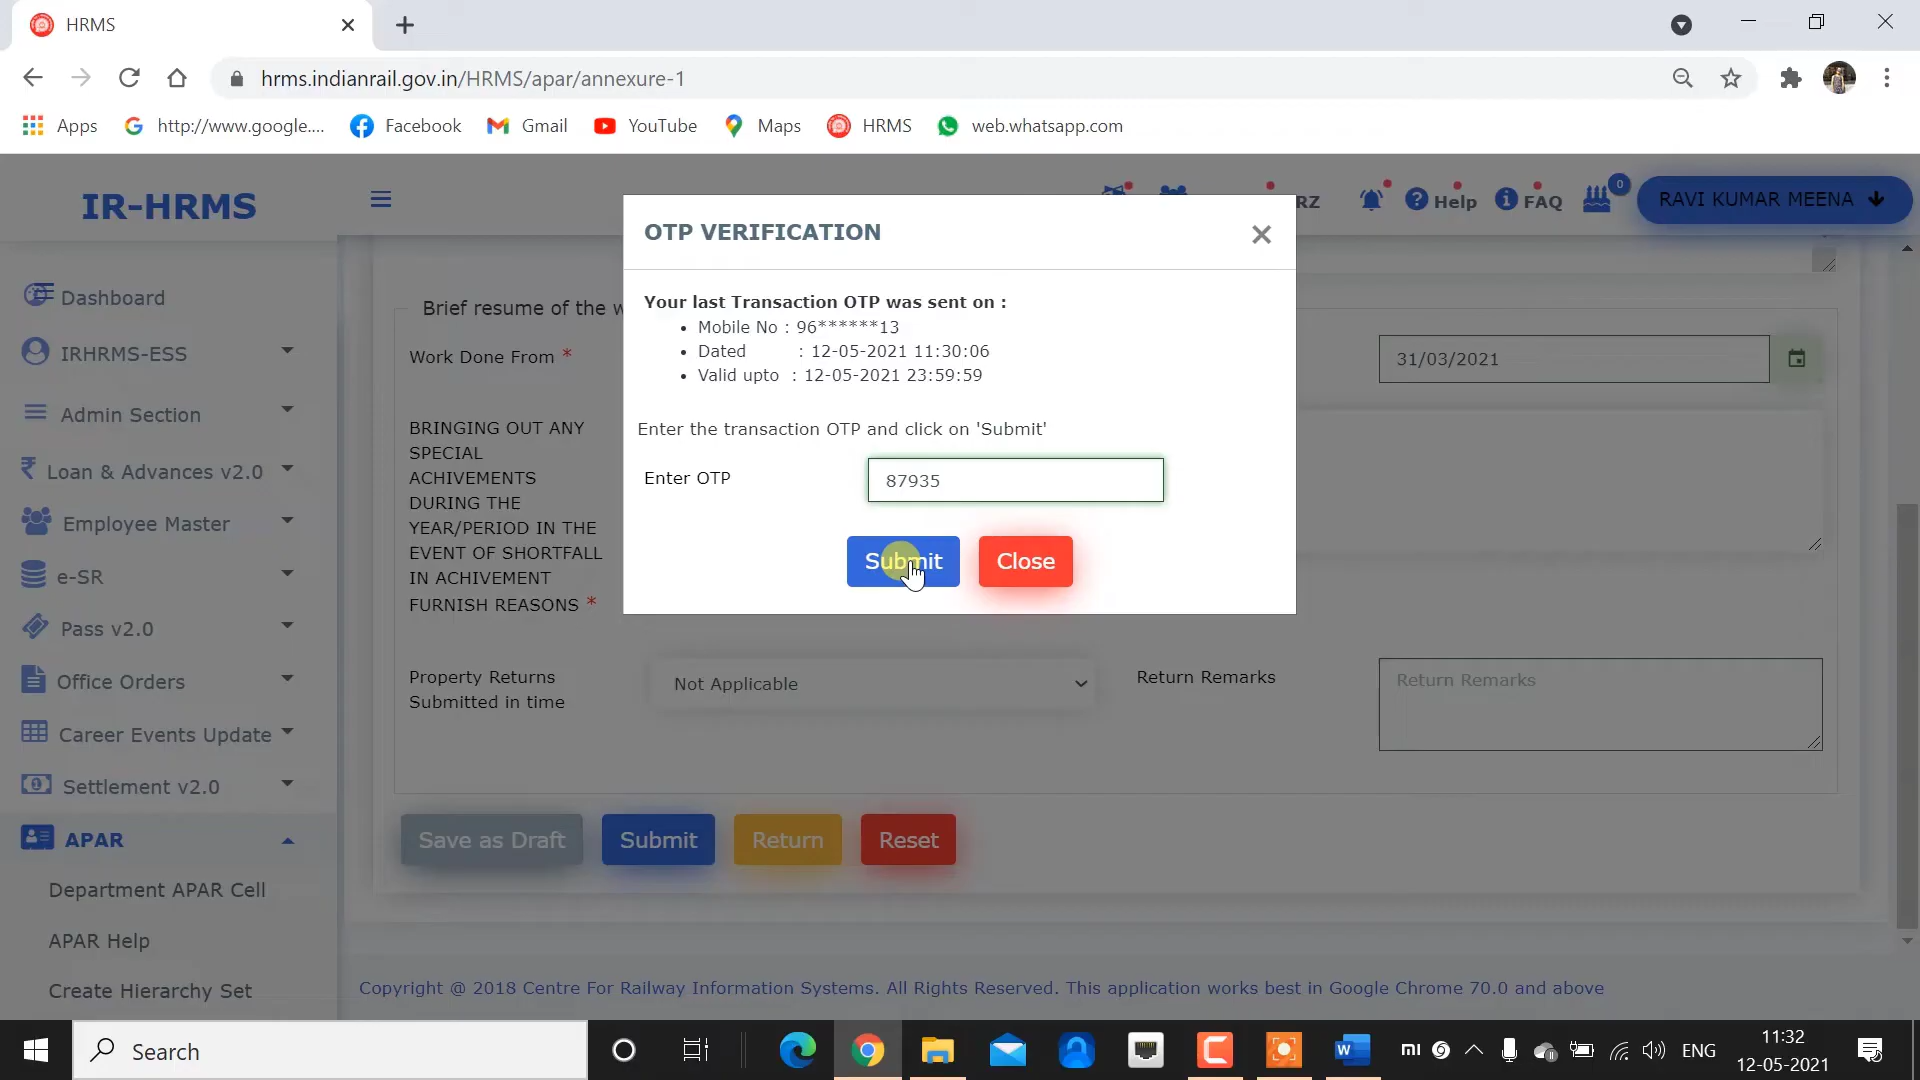 HRMS
hrms.indianrail.gov.in/HRMS/apar/annexure-1
Apps
http://www.google....
Facebook
Gmail
YouTube
Maps
HRMS
web.whatsapp.com
IR-HRMS
RZ
Help
FAQ
0
RAVI KUMAR MEENA
Dashboard
IRHRMS-ESS
Admin Section
Loan & Advances v2.0
Employee Master
e-SR
Pass v2.0
Office Orders
Career Events Update
Settlement v2.0
APAR
Department APAR Cell
APAR Help
Create Hierarchy Set
OTP VERIFICATION
Your last Transaction OTP was sent on :
Mobile No : 96******13
Dated : 12-05-2021 11:30:06
Valid upto : 12-05-2021 23:59:59
Enter the transaction OTP and click on 'Submit'
Enter OTP
87935
Submit
Close
Brief resume of the w
Work Done From *
31/03/2021
BRINGING OUT ANY
SPECIAL
ACHIVEMENTS
DURING THE
YEAR/PERIOD IN THE
EVENT OF SHORTFALL
IN ACHIVEMENT
FURNISH REASONS *
Property Returns
Submitted in time
Not Applicable
Return Remarks
Return Remarks
Save as Draft
Submit
Return
Reset
Copyright @ 2018 Centre For Railway Information Systems. All Rights Reserved. This application works best in Google Chrome 70.0 and above
Search
ENG
11:32
12-05-2021